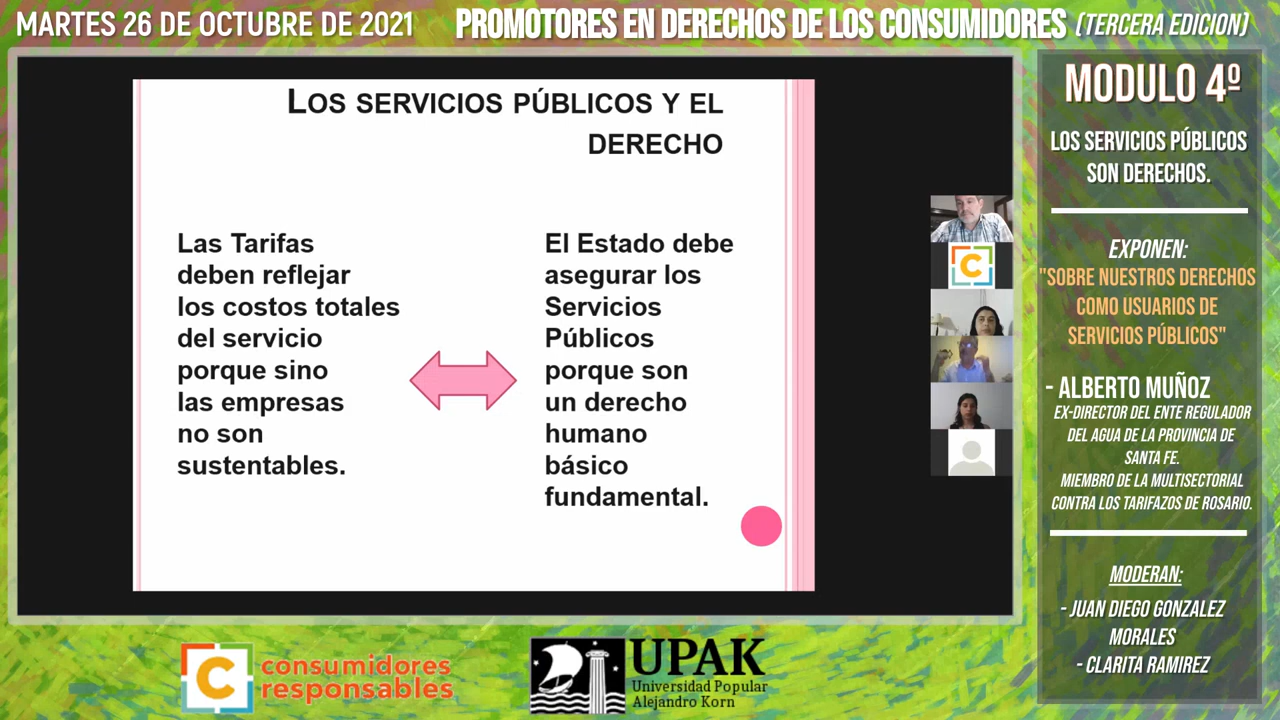 MARTES 26 DE OCTUBRE DE 2021
PROMOTORES EN DERECHOS DE LOS CONSUMIDORES (TERCERA EDICION)
LOS SERVICIOS PÚBLICOS Y EL
DERECHO
Las Tarifas
deben reflejar
los costos totales
del servicio
porque sino
las empresas
no son
sustentables.
El Estado debe
asegurar los
Servicios
Públicos
porque son
un derecho
humano
básico
fundamental.
C
MODULO 4º
LOS SERVICIOS PÚBLICOS
SON DERECHOS.
EXPONEN:
"SOBRE NUESTROS DERECHOS
COMO USUARIOS DE
SERVICIOS PÚBLICOS"
- ALBERTO MUÑOZ
EX-DIRECTOR DEL ENTE REGULADOR
DEL AGUA DE LA PROVINCIA DE
SANTA FE.
MIEMBRO DE LA MULTISECTORIAL
CONTRA LOS TARIFAZOS DE ROSARIO.
MODERAN:
- JUAN DIEGO GONZALEZ
MORALES
- CLARITA RAMIREZ
C
consumidores
responsables
UPAK
Universidad Popular
Alejandro Korn